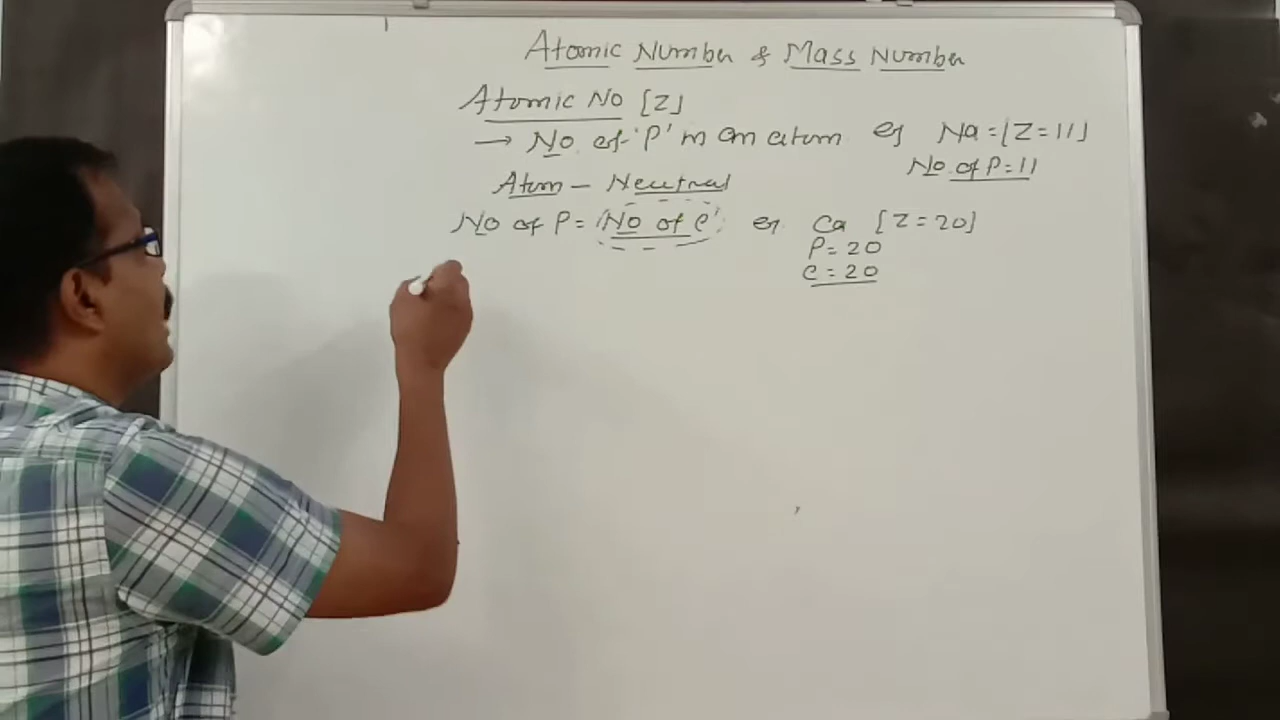 Atomic Number & Mass Number
Atomic No [Z]
→ No of 'P' in an atom eg Na = [Z = 11]
No of P = 11
Atom - Neutral
No of P = 'No of e' eg Ca [Z = 20]
P = 20
e = 20